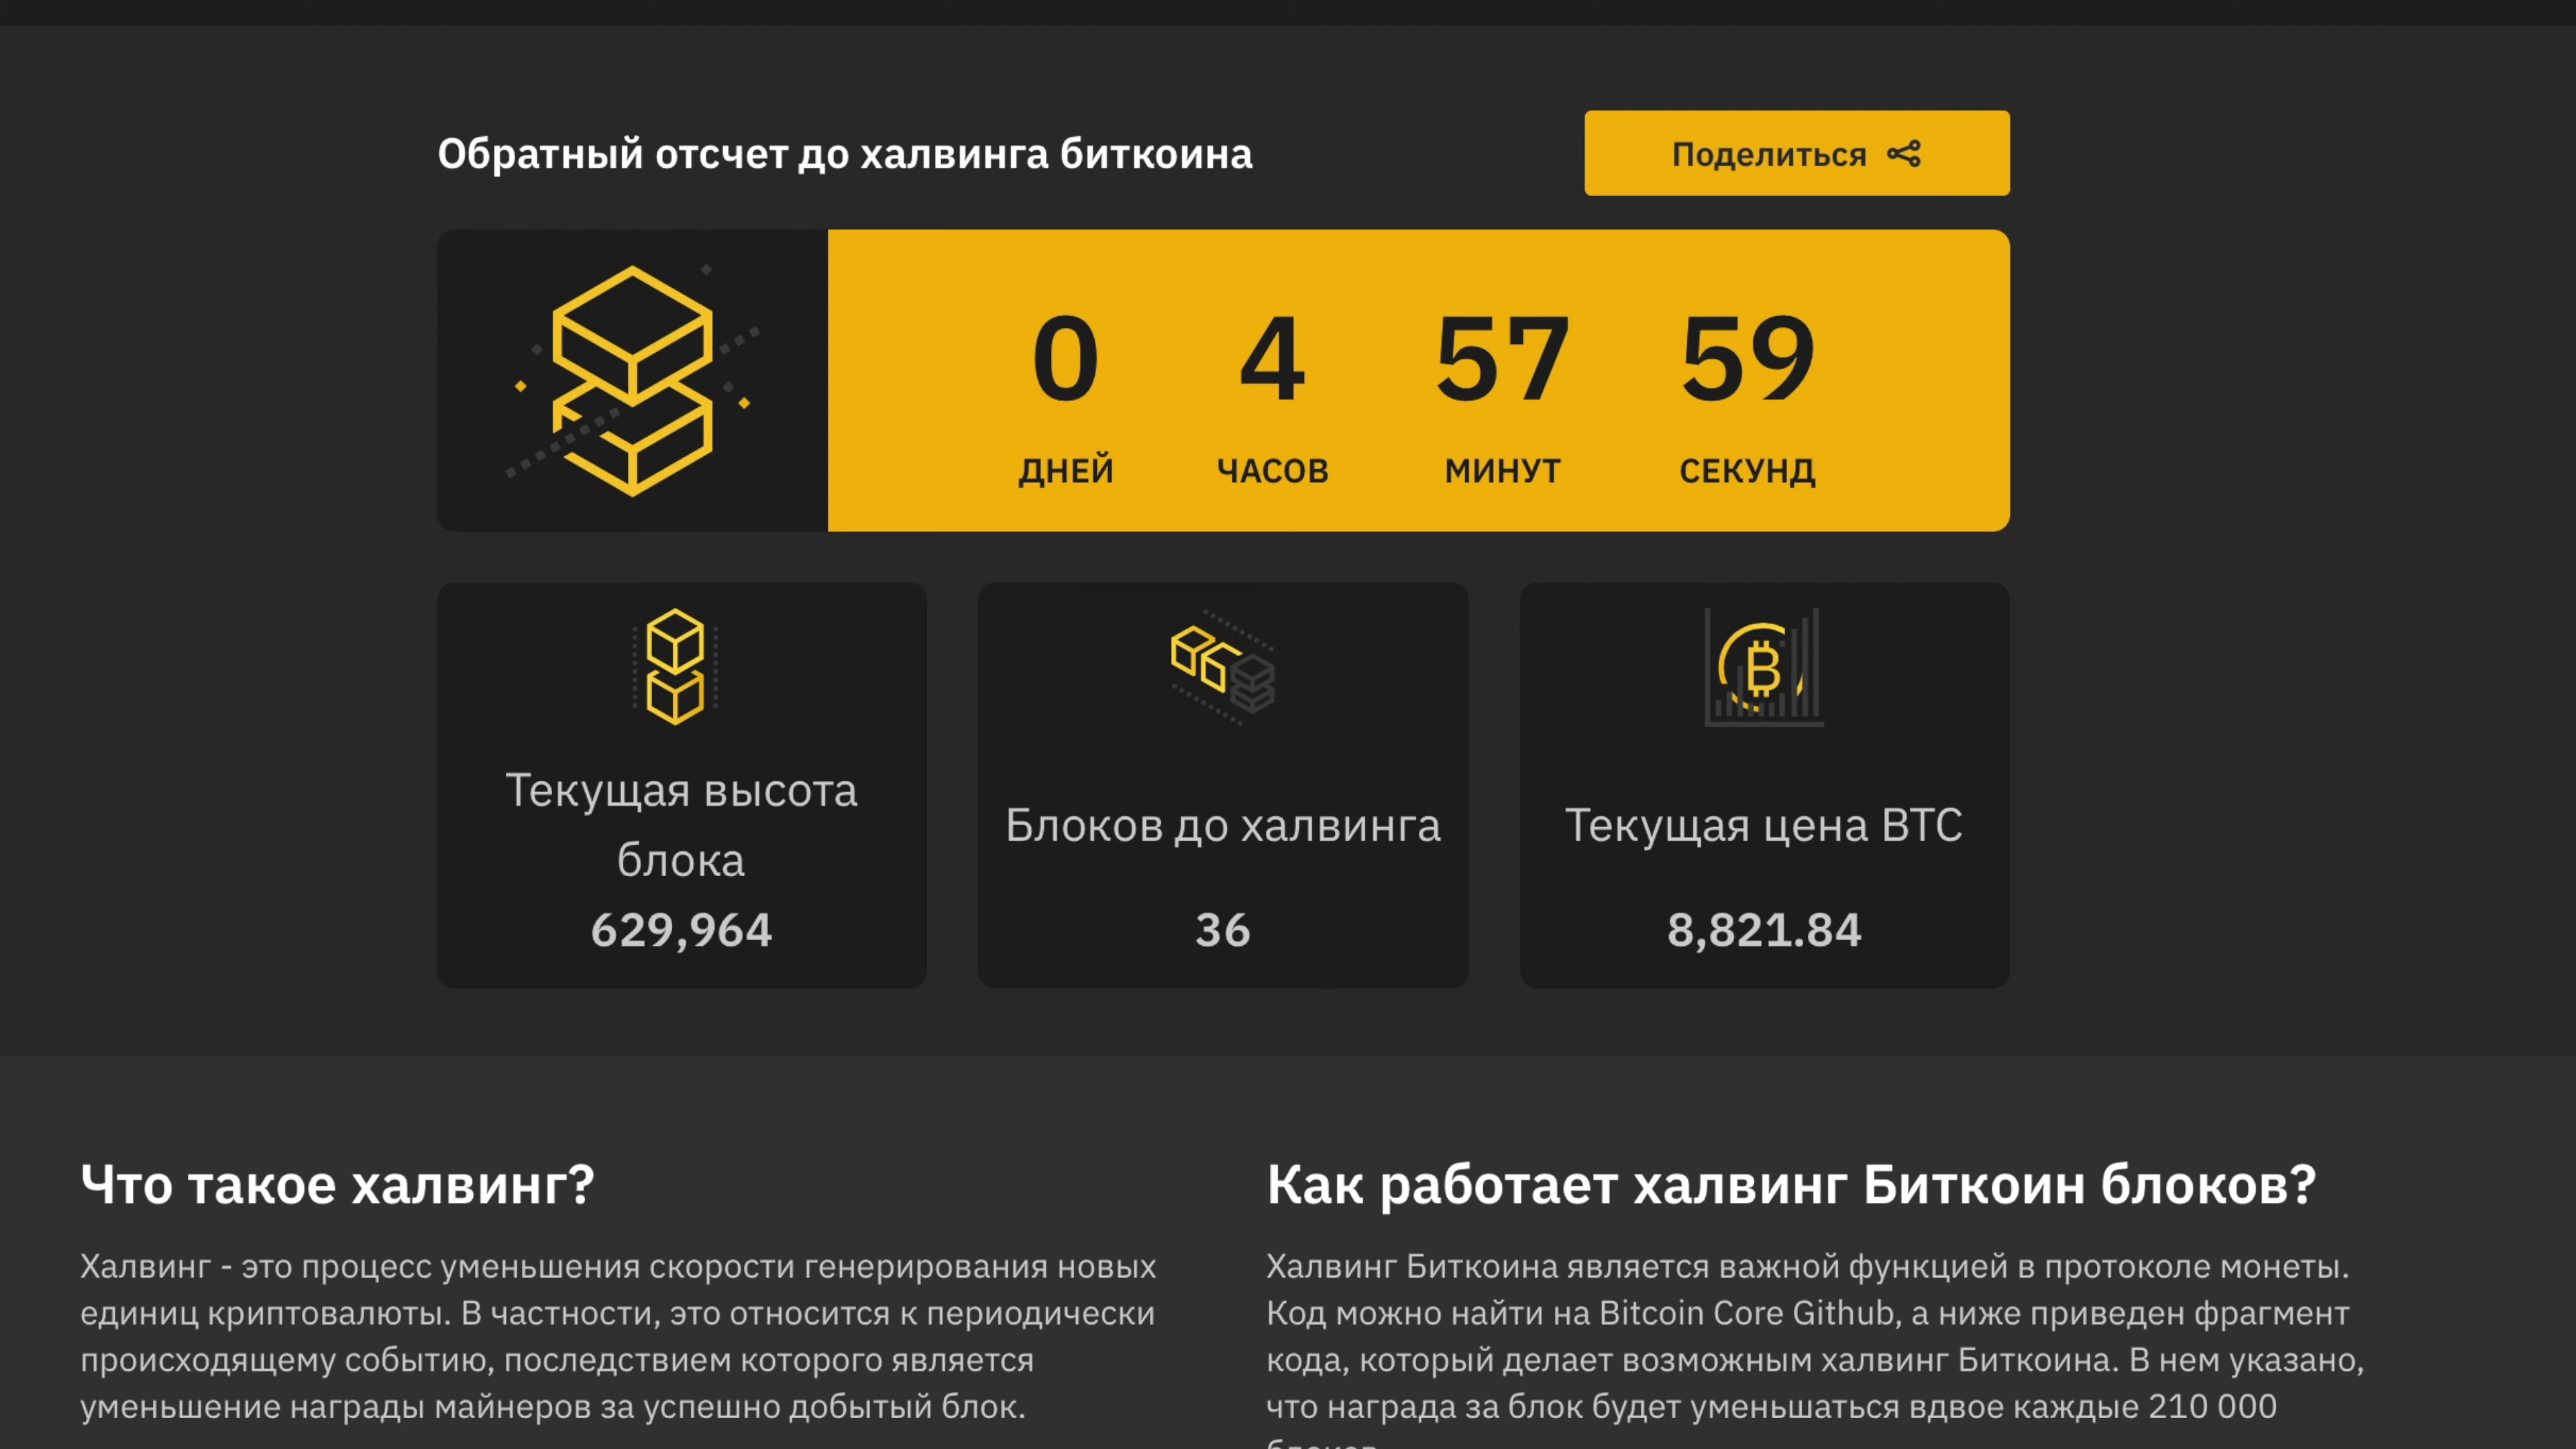 Обратный отсчет до халвинга биткоина
Поделиться
0 4 57 59
ДНЕЙ ЧАСОВ МИНУТ СЕКУНД
Текущая высота
блока
629,964
Блоков до халвинга
36
Текущая цена BTC
8,821.84
Что такое халвинг?
Халвинг - это процесс уменьшения скорости генерирования новых
единиц криптовалюты. В частности, это относится к периодически
происходящему событию, последствием которого является
уменьшение награды майнеров за успешно добытый блок.
Как работает халвинг Биткоин блоков?
Халвинг Биткоина является важной функцией в протоколе монеты.
Код можно найти на Bitcoin Core Github, а ниже приведен фрагмент
кода, который делает возможным халвинг Биткоина. В нем указано,
что награда за блок будет уменьшаться вдвое каждые 210 000